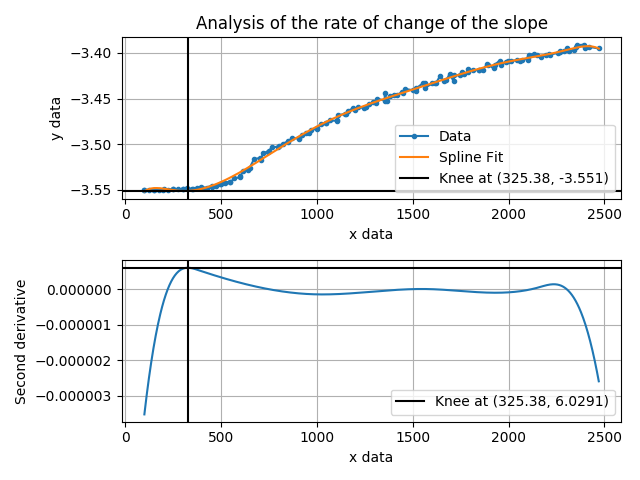 Analysis of the rate of change of the slope
y data
−3.40
−3.45
−3.50
−3.55
Data
Spline Fit
Knee at (325.38, -3.551)
0 500 1000 1500 2000 2500
x data
Second derivative
0.000000
−0.000001
−0.000002
−0.000003
Knee at (325.38, 6.0291)
0 500 1000 1500 2000 2500
x data